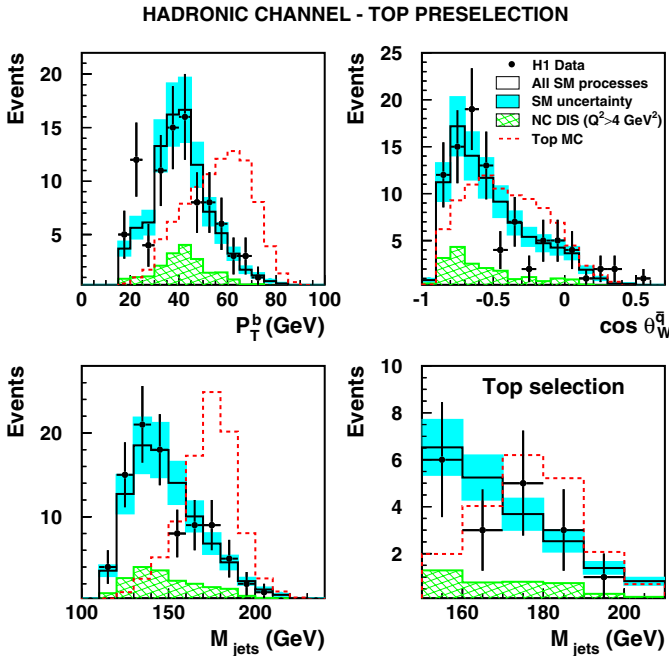 HADRONIC CHANNEL - TOP PRESELECTION
Events
20
15
10
5
0 20 40 60 80 100
P_T^b (GeV)
Events
25
20
15
10
5
-1 -0.5 0 0.5
cos θ_W^q̄
H1 Data
All SM processes
SM uncertainty
NC DIS (Q²>4 GeV²)
Top MC
Events
20
10
100 150 200
M_jets (GeV)
Events
10
8
6
4
2
160 180 200
M_jets (GeV)
Top selection